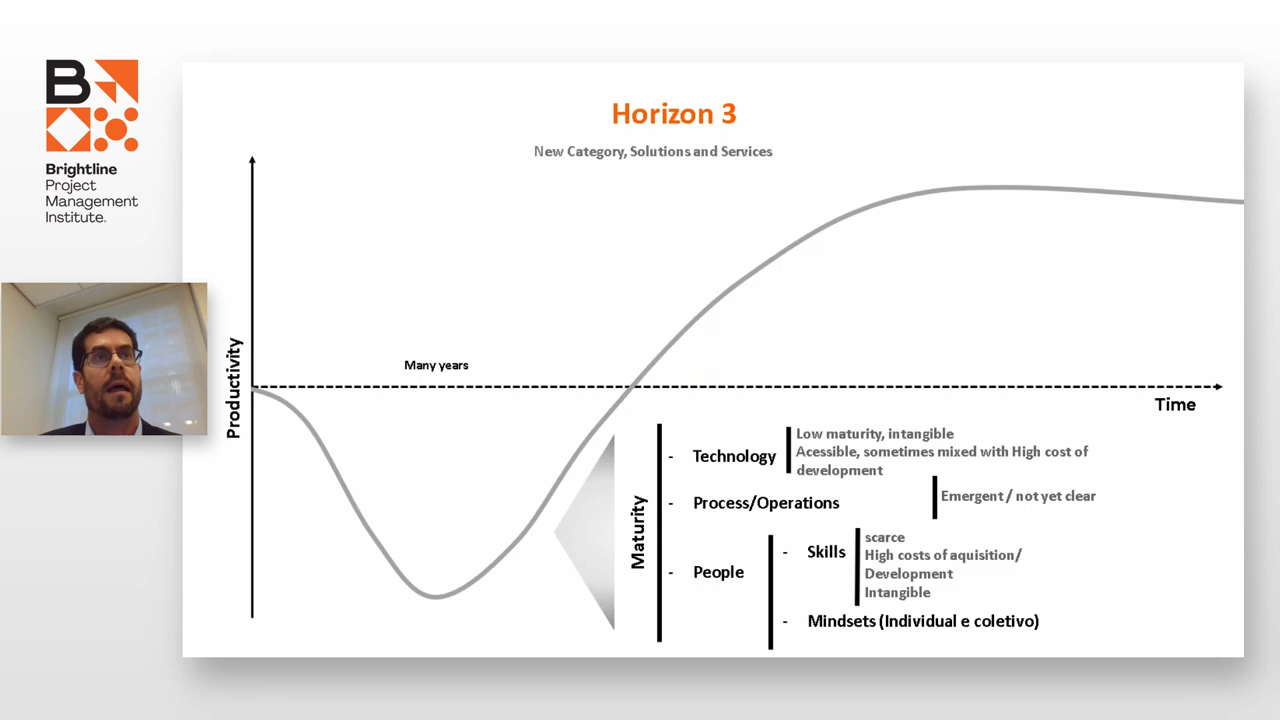 B
Brightline
Project
Management
Institute.
Horizon 3
New Category, Solutions and Services
Productivity
Many years
Time
Maturity
- Technology
Low maturity, intangible
Acessible, sometimes mixed with High cost of
development
- Process/Operations
Emergent / not yet clear
- People
- Skills
scarce
High costs of aquisition/
Development
Intangible
- Mindsets (Individual e coletivo)